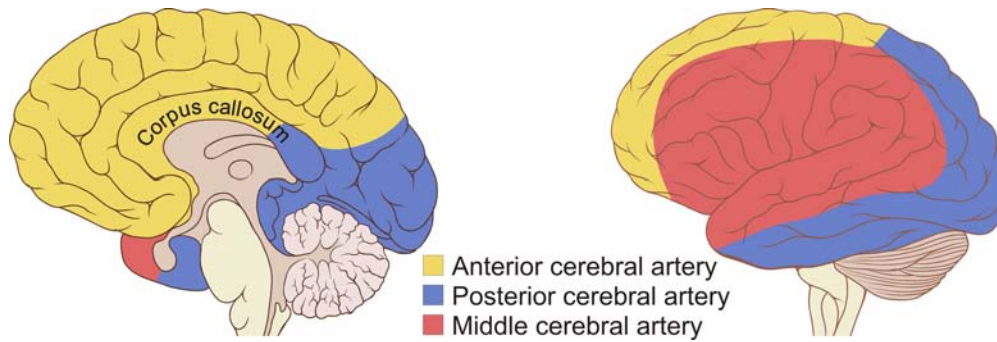 Corpus callosum
Anterior cerebral artery
Posterior cerebral artery
Middle cerebral artery